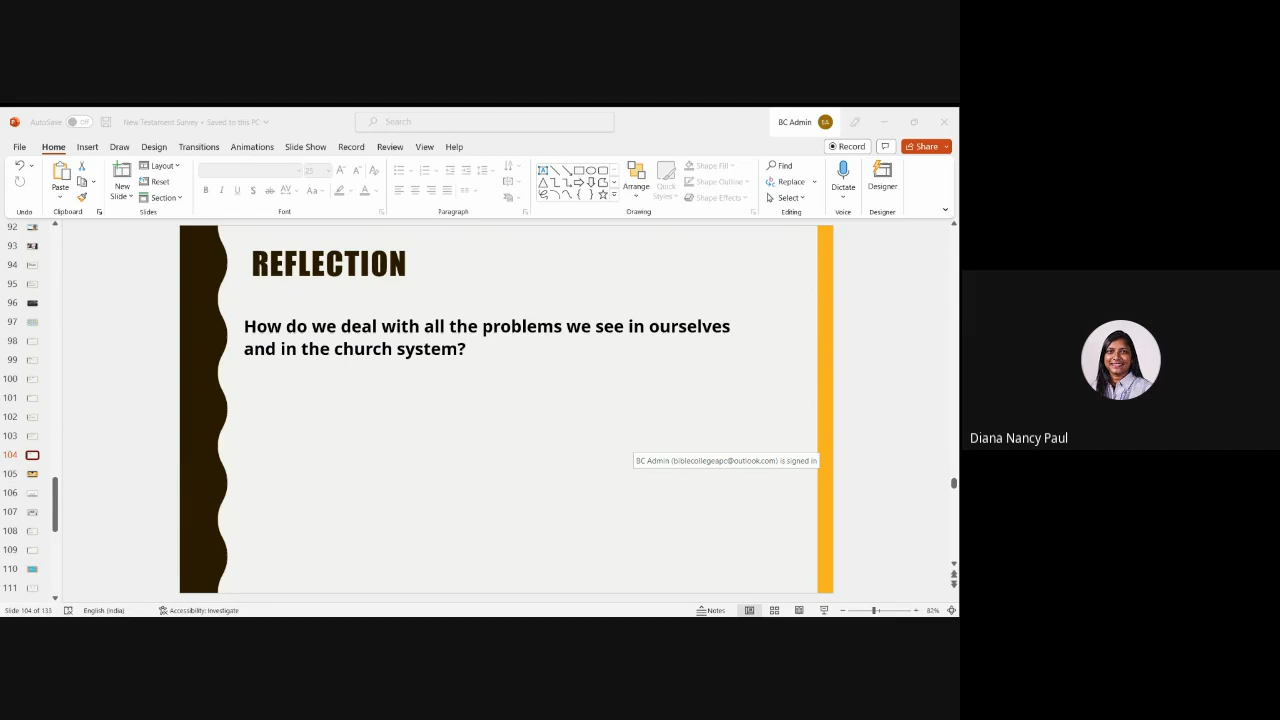 AutoSave Off New Testament Survey • Saved to this PC Search BC Admin BA
File Home Insert Draw Design Transitions Animations Slide Show Record Review View Help Record Share
Paste New Slide Layout Reset Section 25 Arrange Quick Styles Shape Fill Shape Outline Shape Effects Find Replace Select Dictate Designer
B I U S ab AV Aa A
Undo Clipboard Slides Font Paragraph Drawing Editing Voice Designer
92
93
94
95
96
97
98
99
100
101
102
103
104
105
106
107
108
109
110
111
REFLECTION
How do we deal with all the problems we see in ourselves
and in the church system?
BC Admin (biblecollegeapc@outlook.com) is signed in
Diana Nancy Paul
Slide 104 of 133 English (India) Accessibility: Investigate Notes 82%